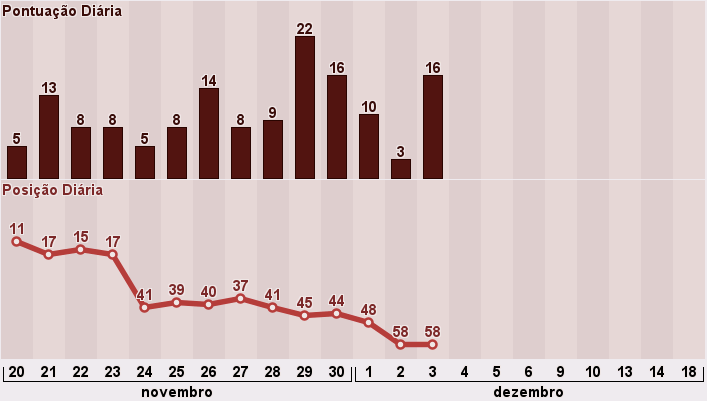 Pontuação Diária
5 13 8 8 5 8 14 8 9 22 16 10 3 16
Posição Diária
11 17 15 17 41 39 40 37 41 45 44 48 58 58
20 21 22 23 24 25 26 27 28 29 30 1 2 3 4 5 6 9 10 13 14 18
novembro dezembro